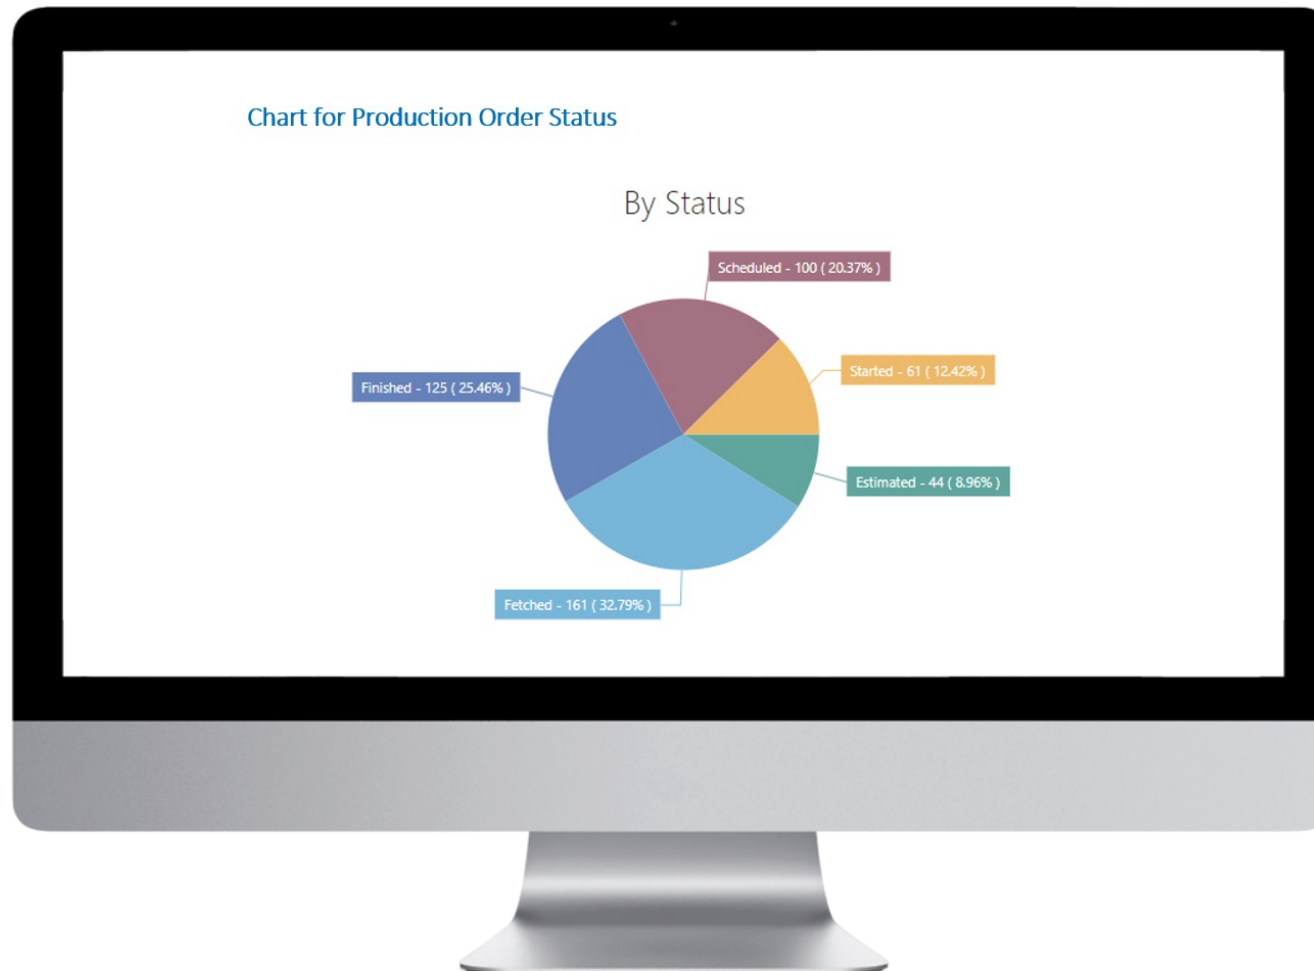 Chart for Production Order Status
By Status
Scheduled - 100 ( 20.37% )
Started - 61 ( 12.42% )
Finished - 125 ( 25.46% )
Estimated - 44 ( 8.96% )
Fetched - 161 ( 32.79% )